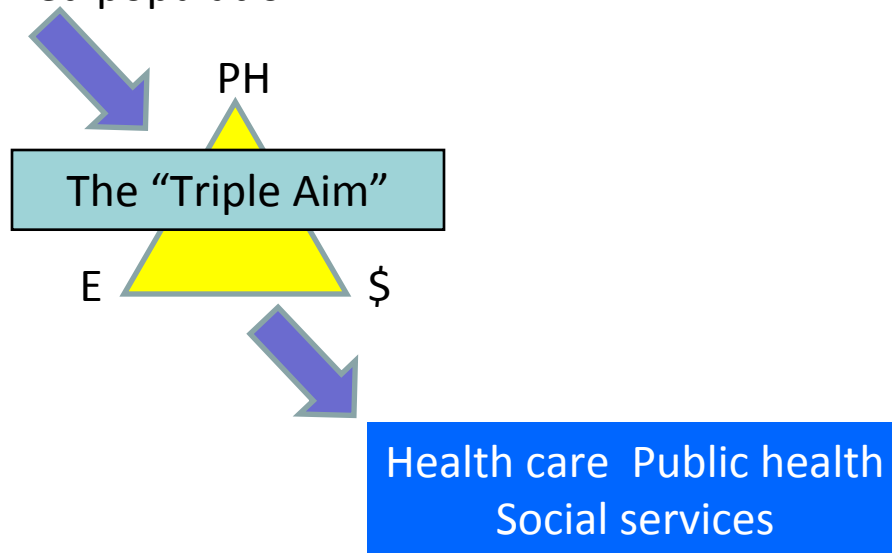 PH
The “Triple Aim”
E $
Health care Public health
Social services